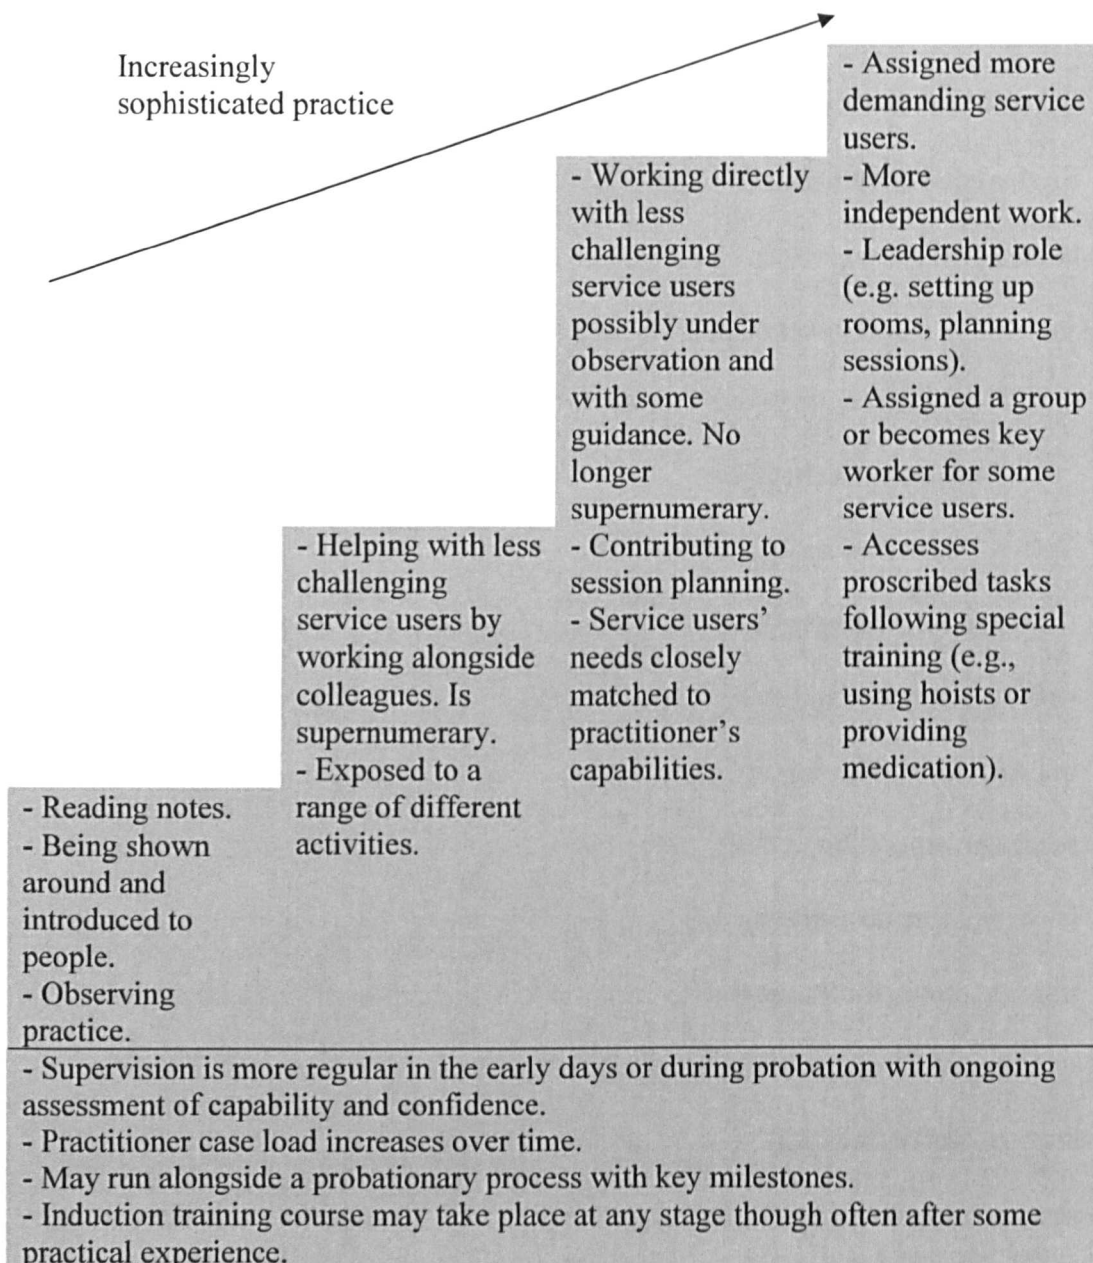 Increasingly
sophisticated practice
- Reading notes.
- Being shown
around and
introduced to
people.
- Observing
practice.
- Helping with less
challenging
service users by
working alongside
colleagues. Is
supernumerary.
- Exposed to a
range of different
activities.
- Working directly
with less
challenging
service users
possibly under
observation and
with some
guidance. No
longer
supernumerary.
- Contributing to
session planning.
- Service users’
needs closely
matched to
practitioner’s
capabilities.
- Assigned more
demanding service
users.
- More
independent work.
- Leadership role
(e.g. setting up
rooms, planning
sessions).
- Assigned a group
or becomes key
worker for some
service users.
- Accesses
proscribed tasks
following special
training (e.g.,
using hoists or
providing
medication).
- Supervision is more regular in the early days or during probation with ongoing
assessment of capability and confidence.
- Practitioner case load increases over time.
- May run alongside a probationary process with key milestones.
- Induction training course may take place at any stage though often after some
practical experience.